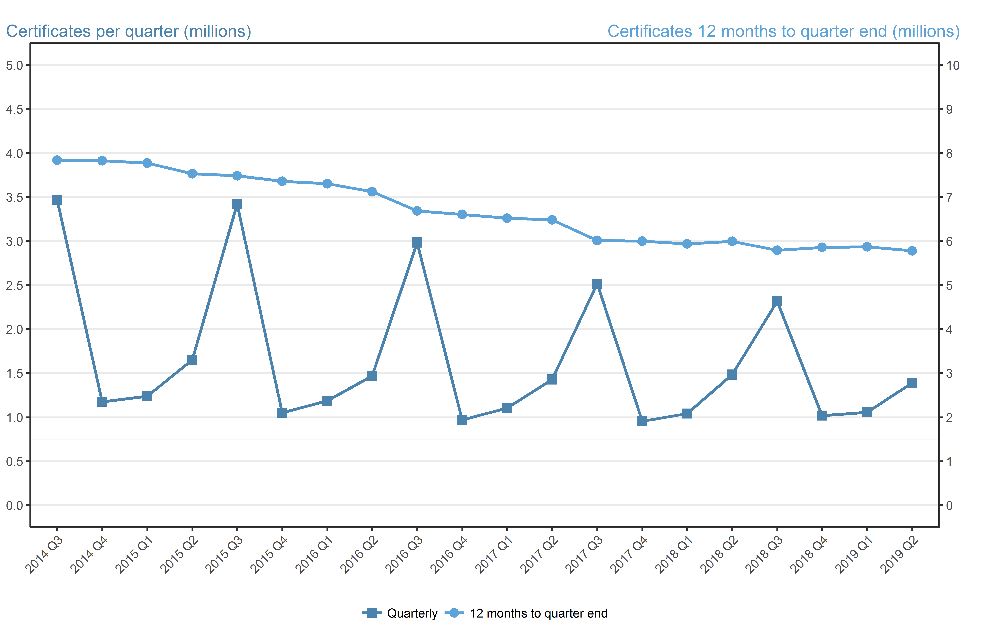 Certificates per quarter (millions)
Certificates 12 months to quarter end (millions)
5.0
4.5
4.0
3.5
3.0
2.5
2.0
1.5
1.0
0.5
0.0
10
9
8
7
6
5
4
3
2
1
0
2014 Q3
2014 Q4
2015 Q1
2015 Q2
2015 Q3
2015 Q4
2016 Q1
2016 Q2
2016 Q3
2016 Q4
2017 Q1
2017 Q2
2017 Q3
2017 Q4
2018 Q1
2018 Q2
2018 Q3
2018 Q4
2019 Q1
2019 Q2
Quarterly
12 months to quarter end